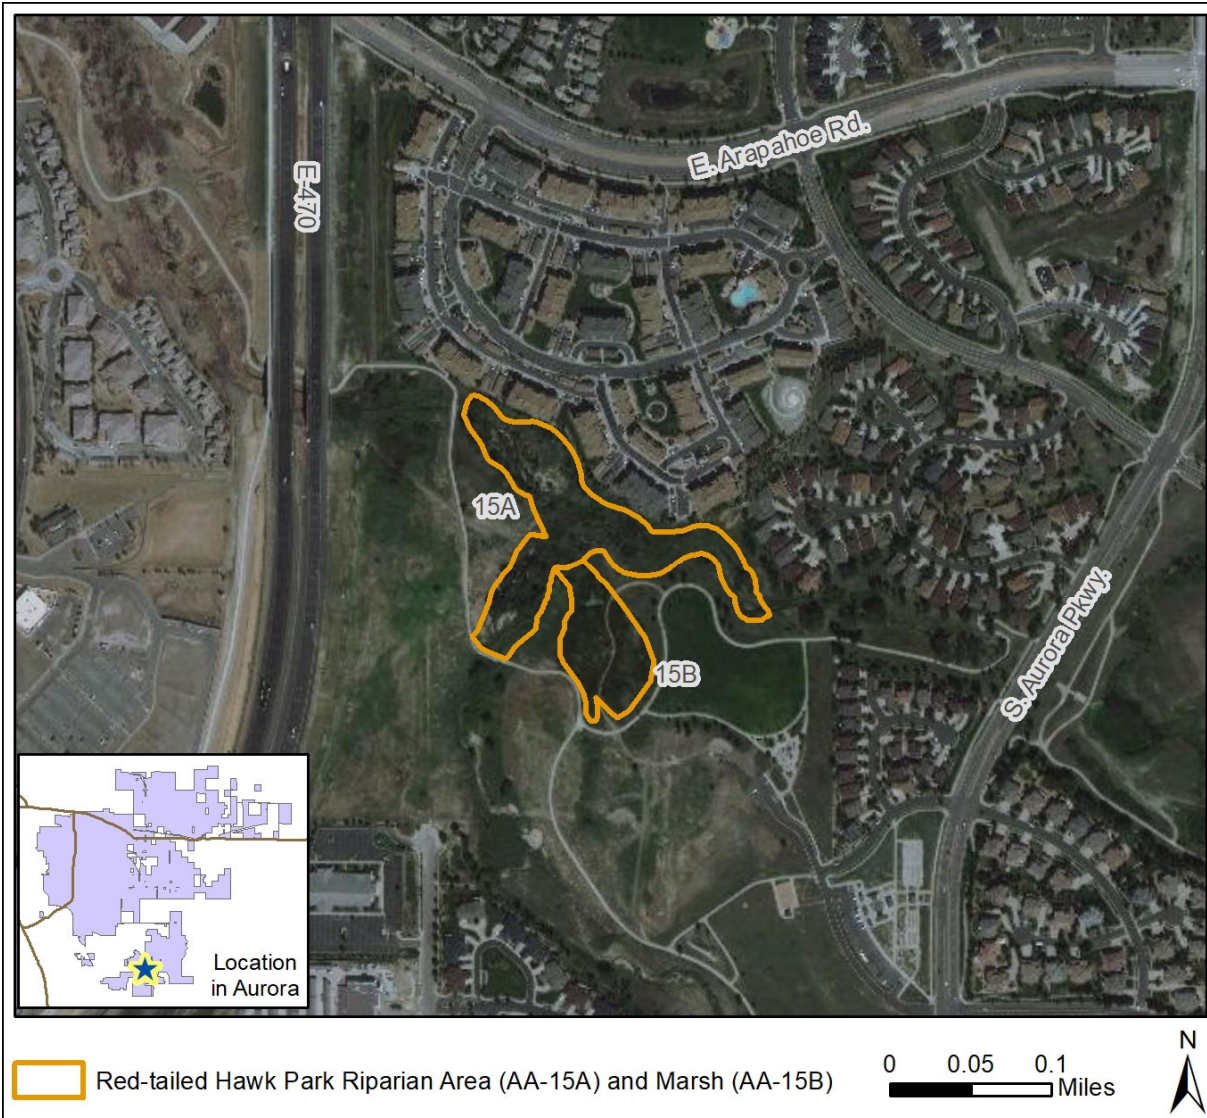 E. Arapahoe Rd.
E-470
15A
15B
S. Aurora Pkwy.
Location
in Aurora
Red-tailed Hawk Park Riparian Area (AA-15A) and Marsh (AA-15B)
0 0.05 0.1
Miles
N